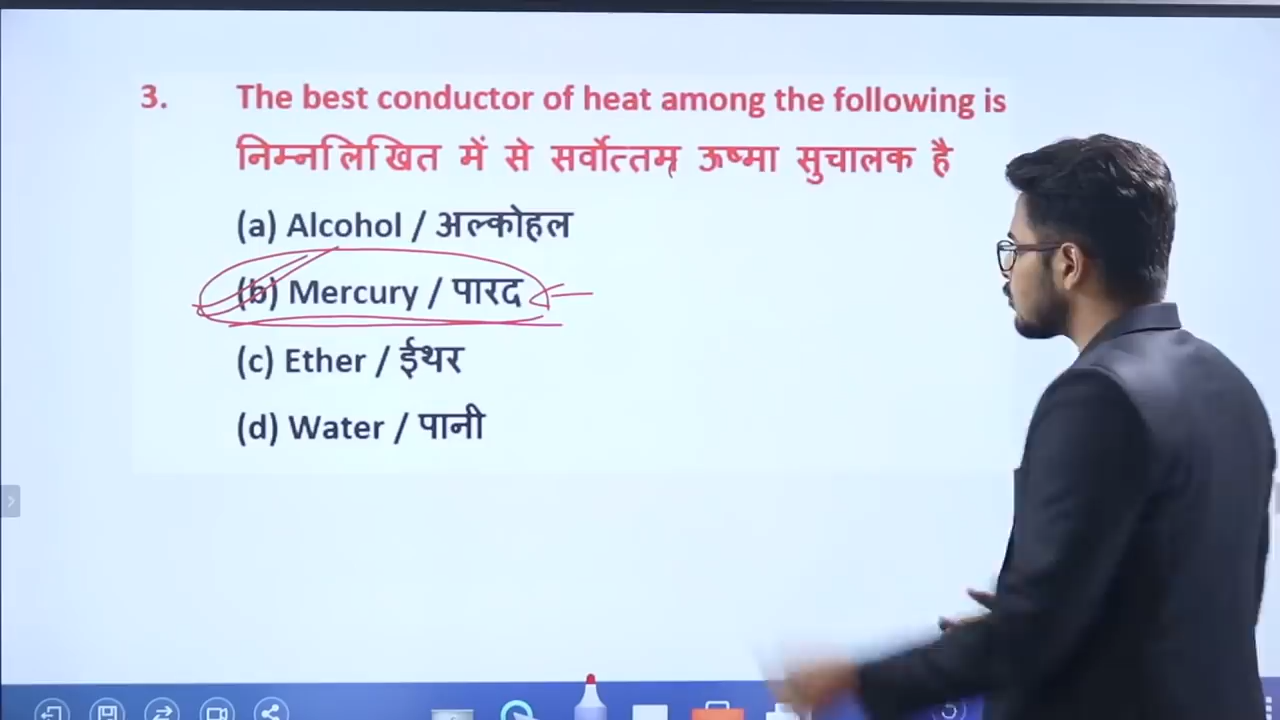 3. The best conductor of heat among the following is
निम्नलिखित में से सर्वोत्तम ऊष्मा सुचालक है
(a) Alcohol / अल्कोहल
(b) Mercury / पारद
(c) Ether / ईथर
(d) Water / पानी